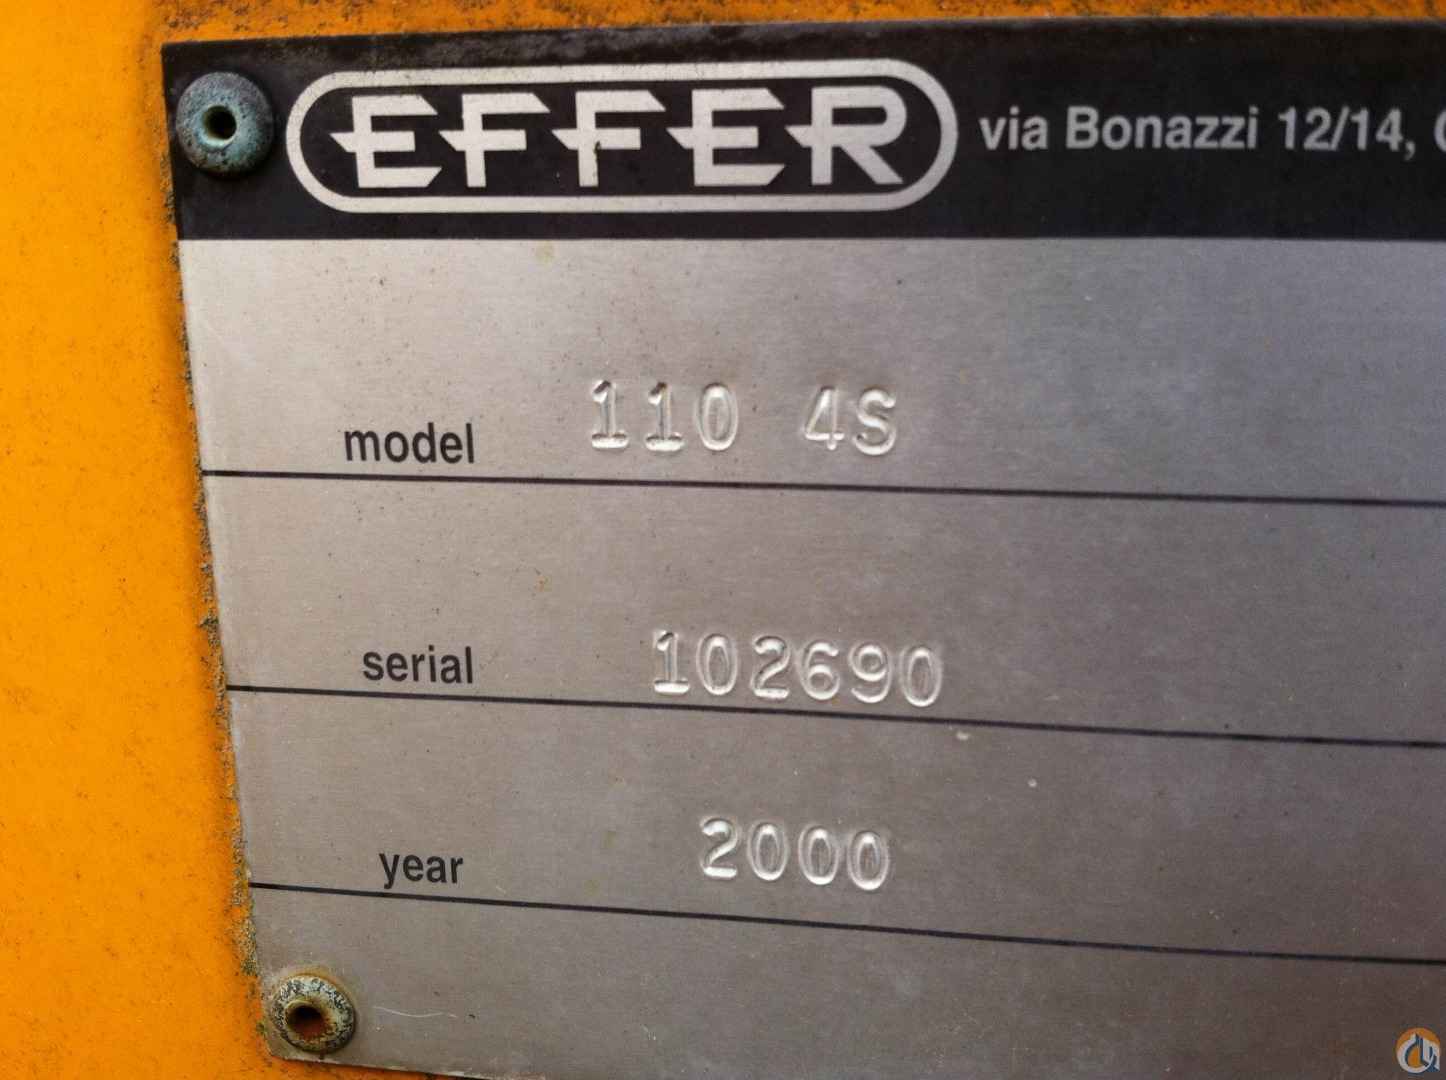 EFFER via Bonazzi 12/14,
model 110 4S
serial 102690
year 2000